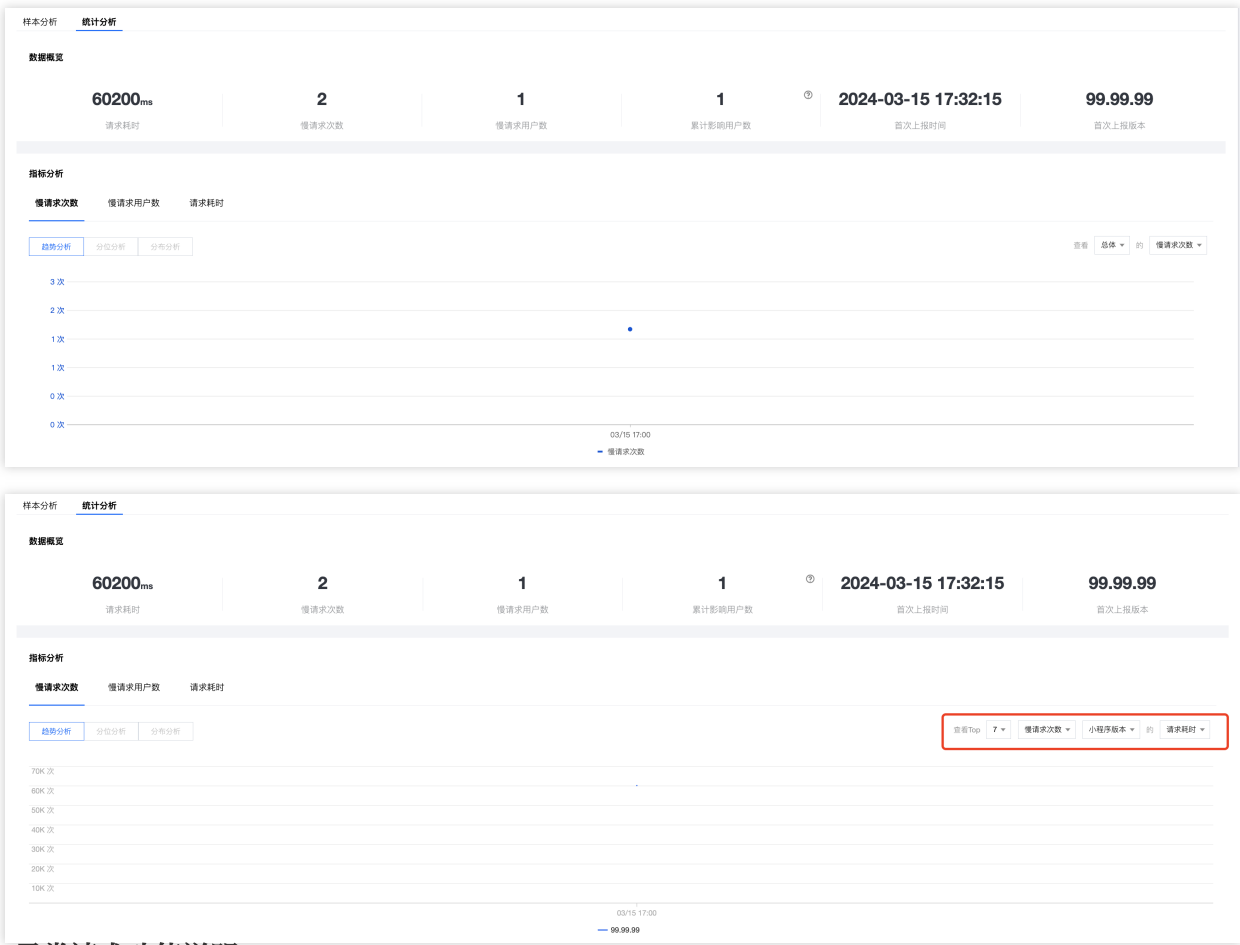 样本分析 统计分析
数据概览
60200ms 2 1 1 2024-03-15 17:32:15 99.99.99
请求耗时 慢请求次数 慢请求用户数 累计影响用户数 首次上报时间 首次上报版本
指标分析
慢请求次数 慢请求用户数 请求耗时
趋势分析 分位分析 分布分析 查看 总体 的 慢请求次数
3 次
2 次
1 次
1 次
0 次
0 次
03/15 17:00
慢请求次数
样本分析 统计分析
数据概览
60200ms 2 1 1 2024-03-15 17:32:15 99.99.99
请求耗时 慢请求次数 慢请求用户数 累计影响用户数 首次上报时间 首次上报版本
指标分析
慢请求次数 慢请求用户数 请求耗时
趋势分析 分位分析 分布分析 查看Top 7 慢请求次数 小程序版本 的 请求耗时
70K 次
60K 次
50K 次
40K 次
30K 次
20K 次
10K 次
03/15 17:00
99.99.99